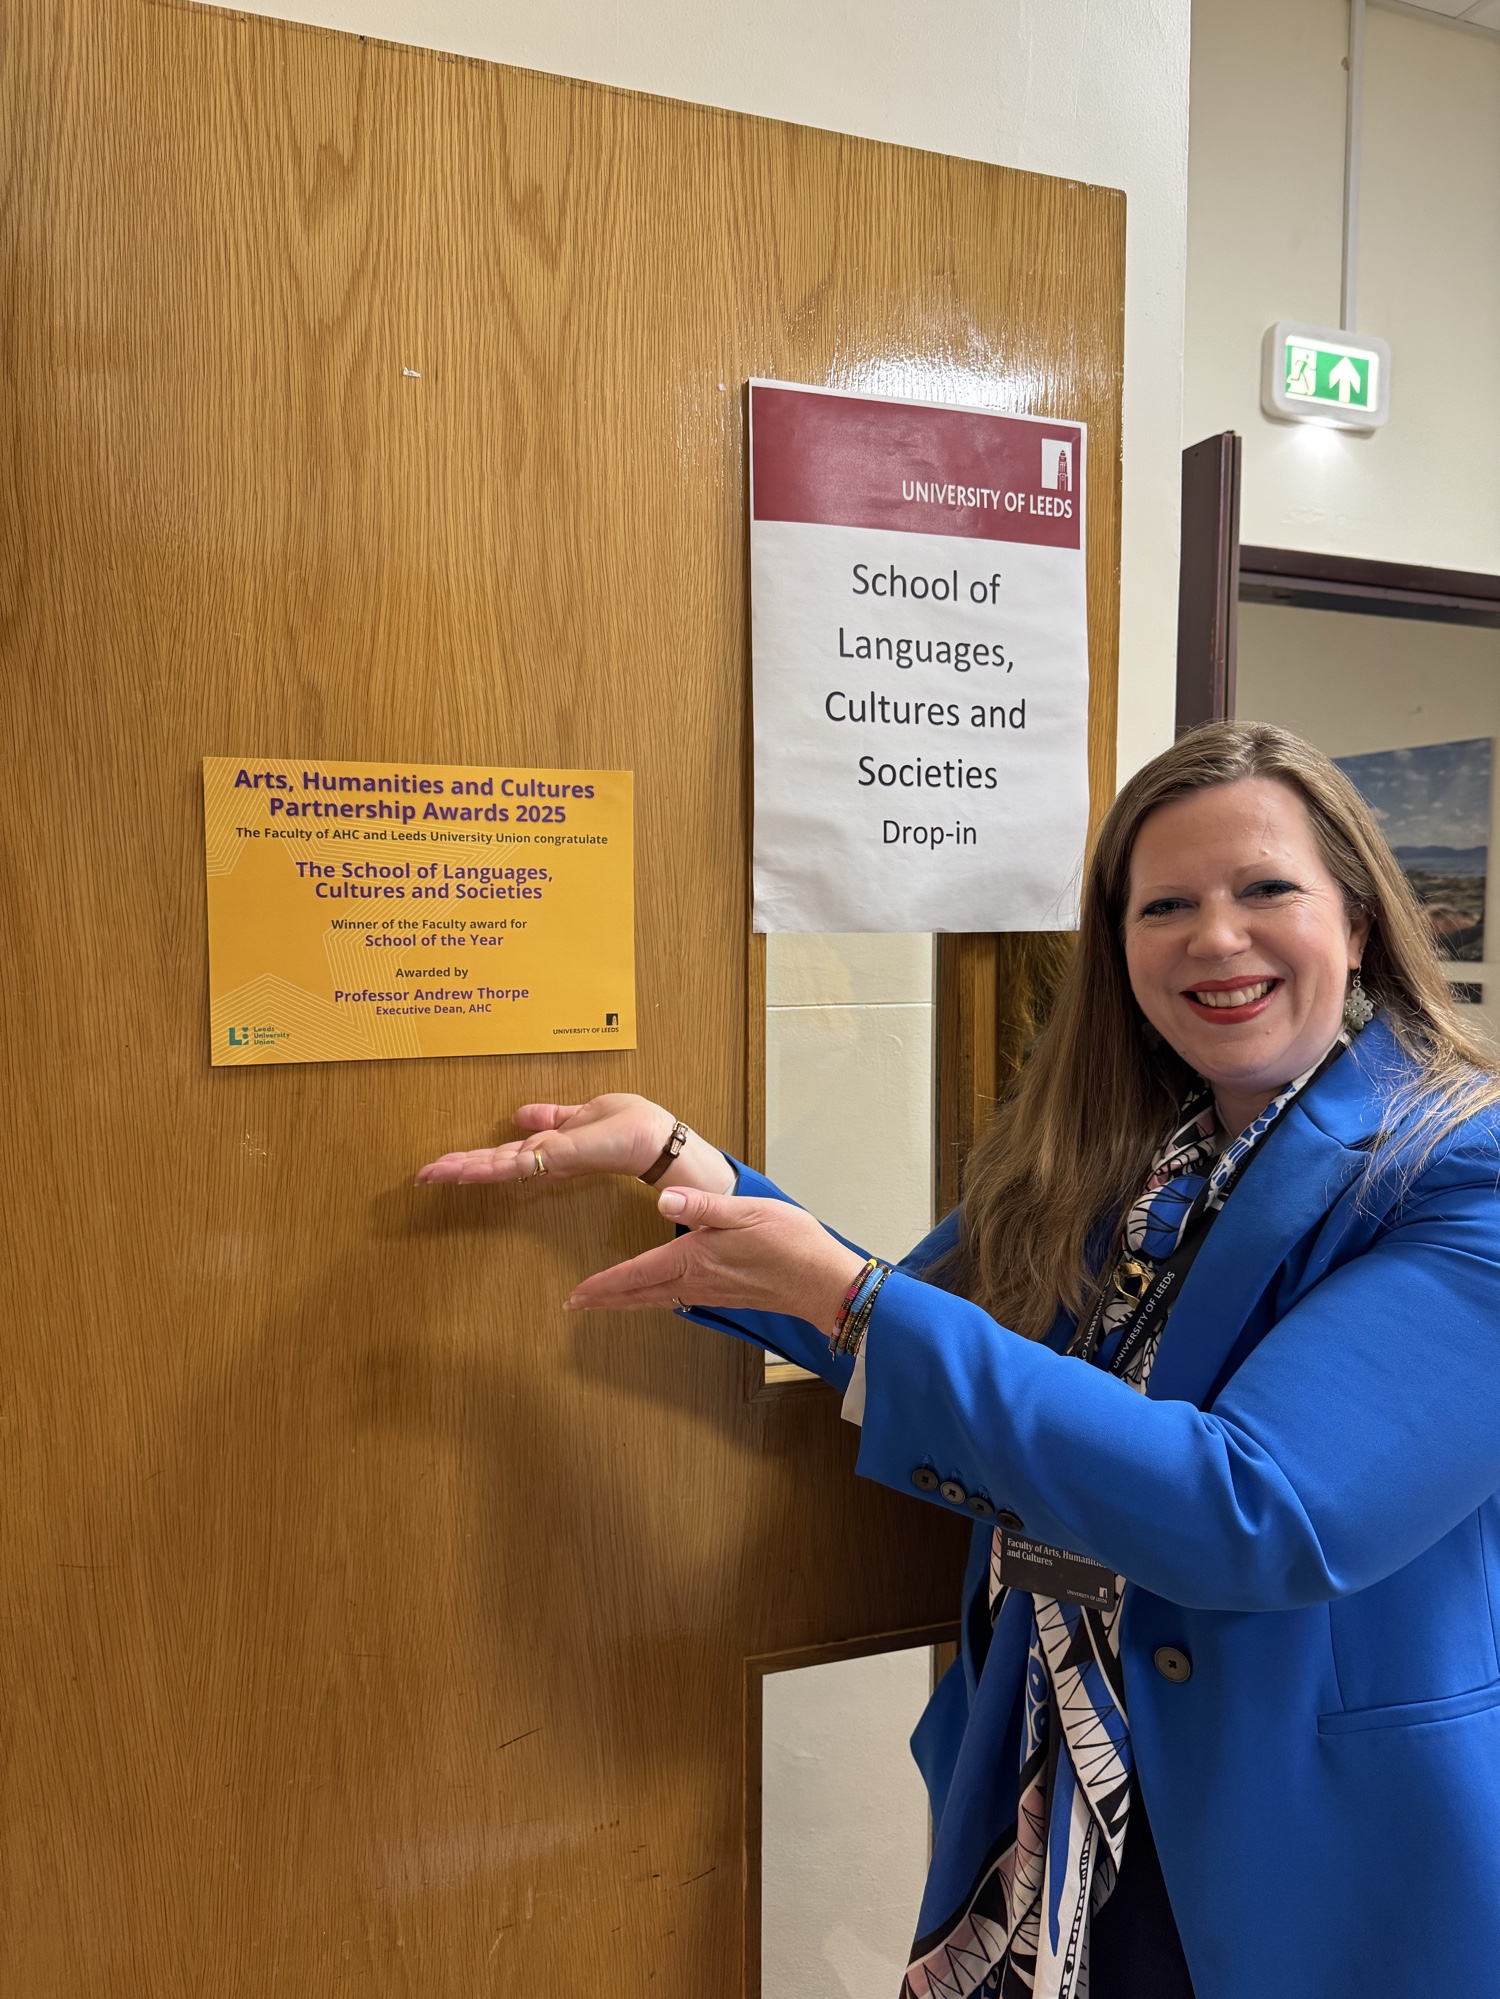 Arts, Humanities and Cultures
Partnership Awards 2025
The Faculty of AHC and Leeds University Union congratulate
The School of Languages,
Cultures and Societies
Winner of the Faculty award for
School of the Year
Awarded by
Professor Andrew Thorpe
Executive Dean, AHC
Leeds
University
Union
UNIVERSITY OF LEEDS
UNIVERSITY OF LEEDS
School of
Languages,
Cultures and
Societies
Drop-in
UNIVERSITY OF LEEDS
Faculty of Arts, Humanities
and Cultures
UNIVERSITY OF LEEDS